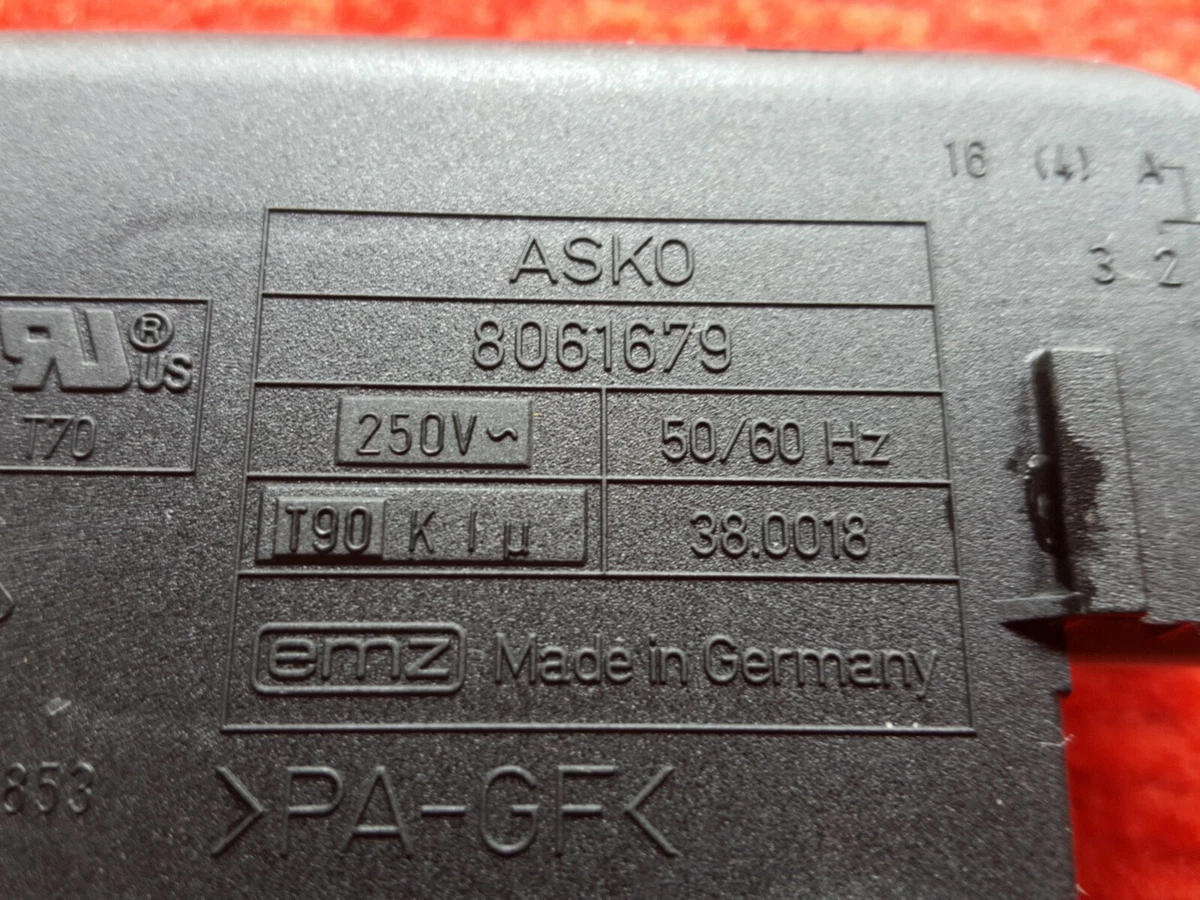 16 (4) A
3 2
ASKO
8061679
RU ® US
T70
250V~ 50/60 Hz
T90 K I µ 38.0018
emz Made in Germany
853
>PA-GF<